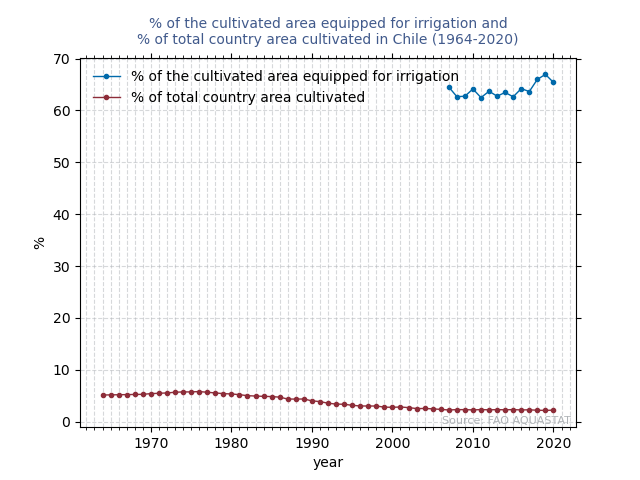 % of the cultivated area equipped for irrigation and
% of total country area cultivated in Chile (1964-2020)
% of the cultivated area equipped for irrigation
% of total country area cultivated
70
60
50
40
30
20
10
0
%
Source: FAO AQUASTAT
1970 1980 1990 2000 2010 2020
year